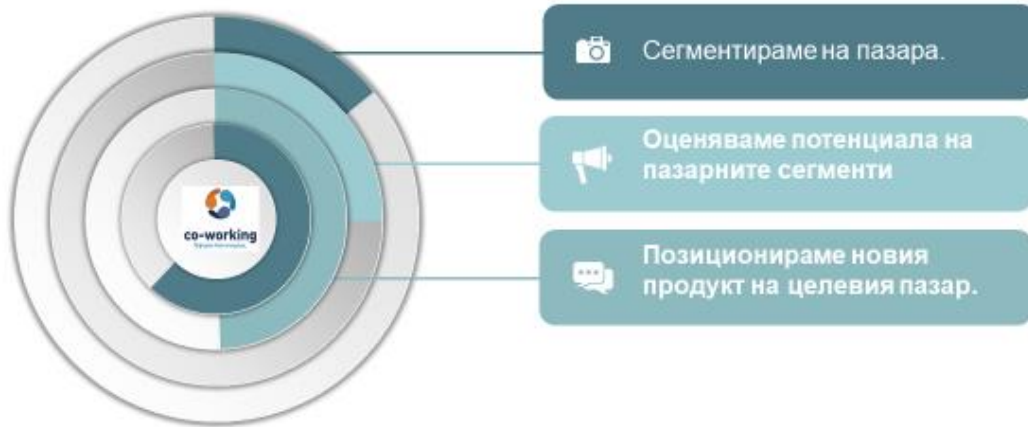 Сегментираме на пазара.
Оценяваме потенциала на
пазарните сегменти
co-working
Позиционираме новия
продукт на целевия пазар.